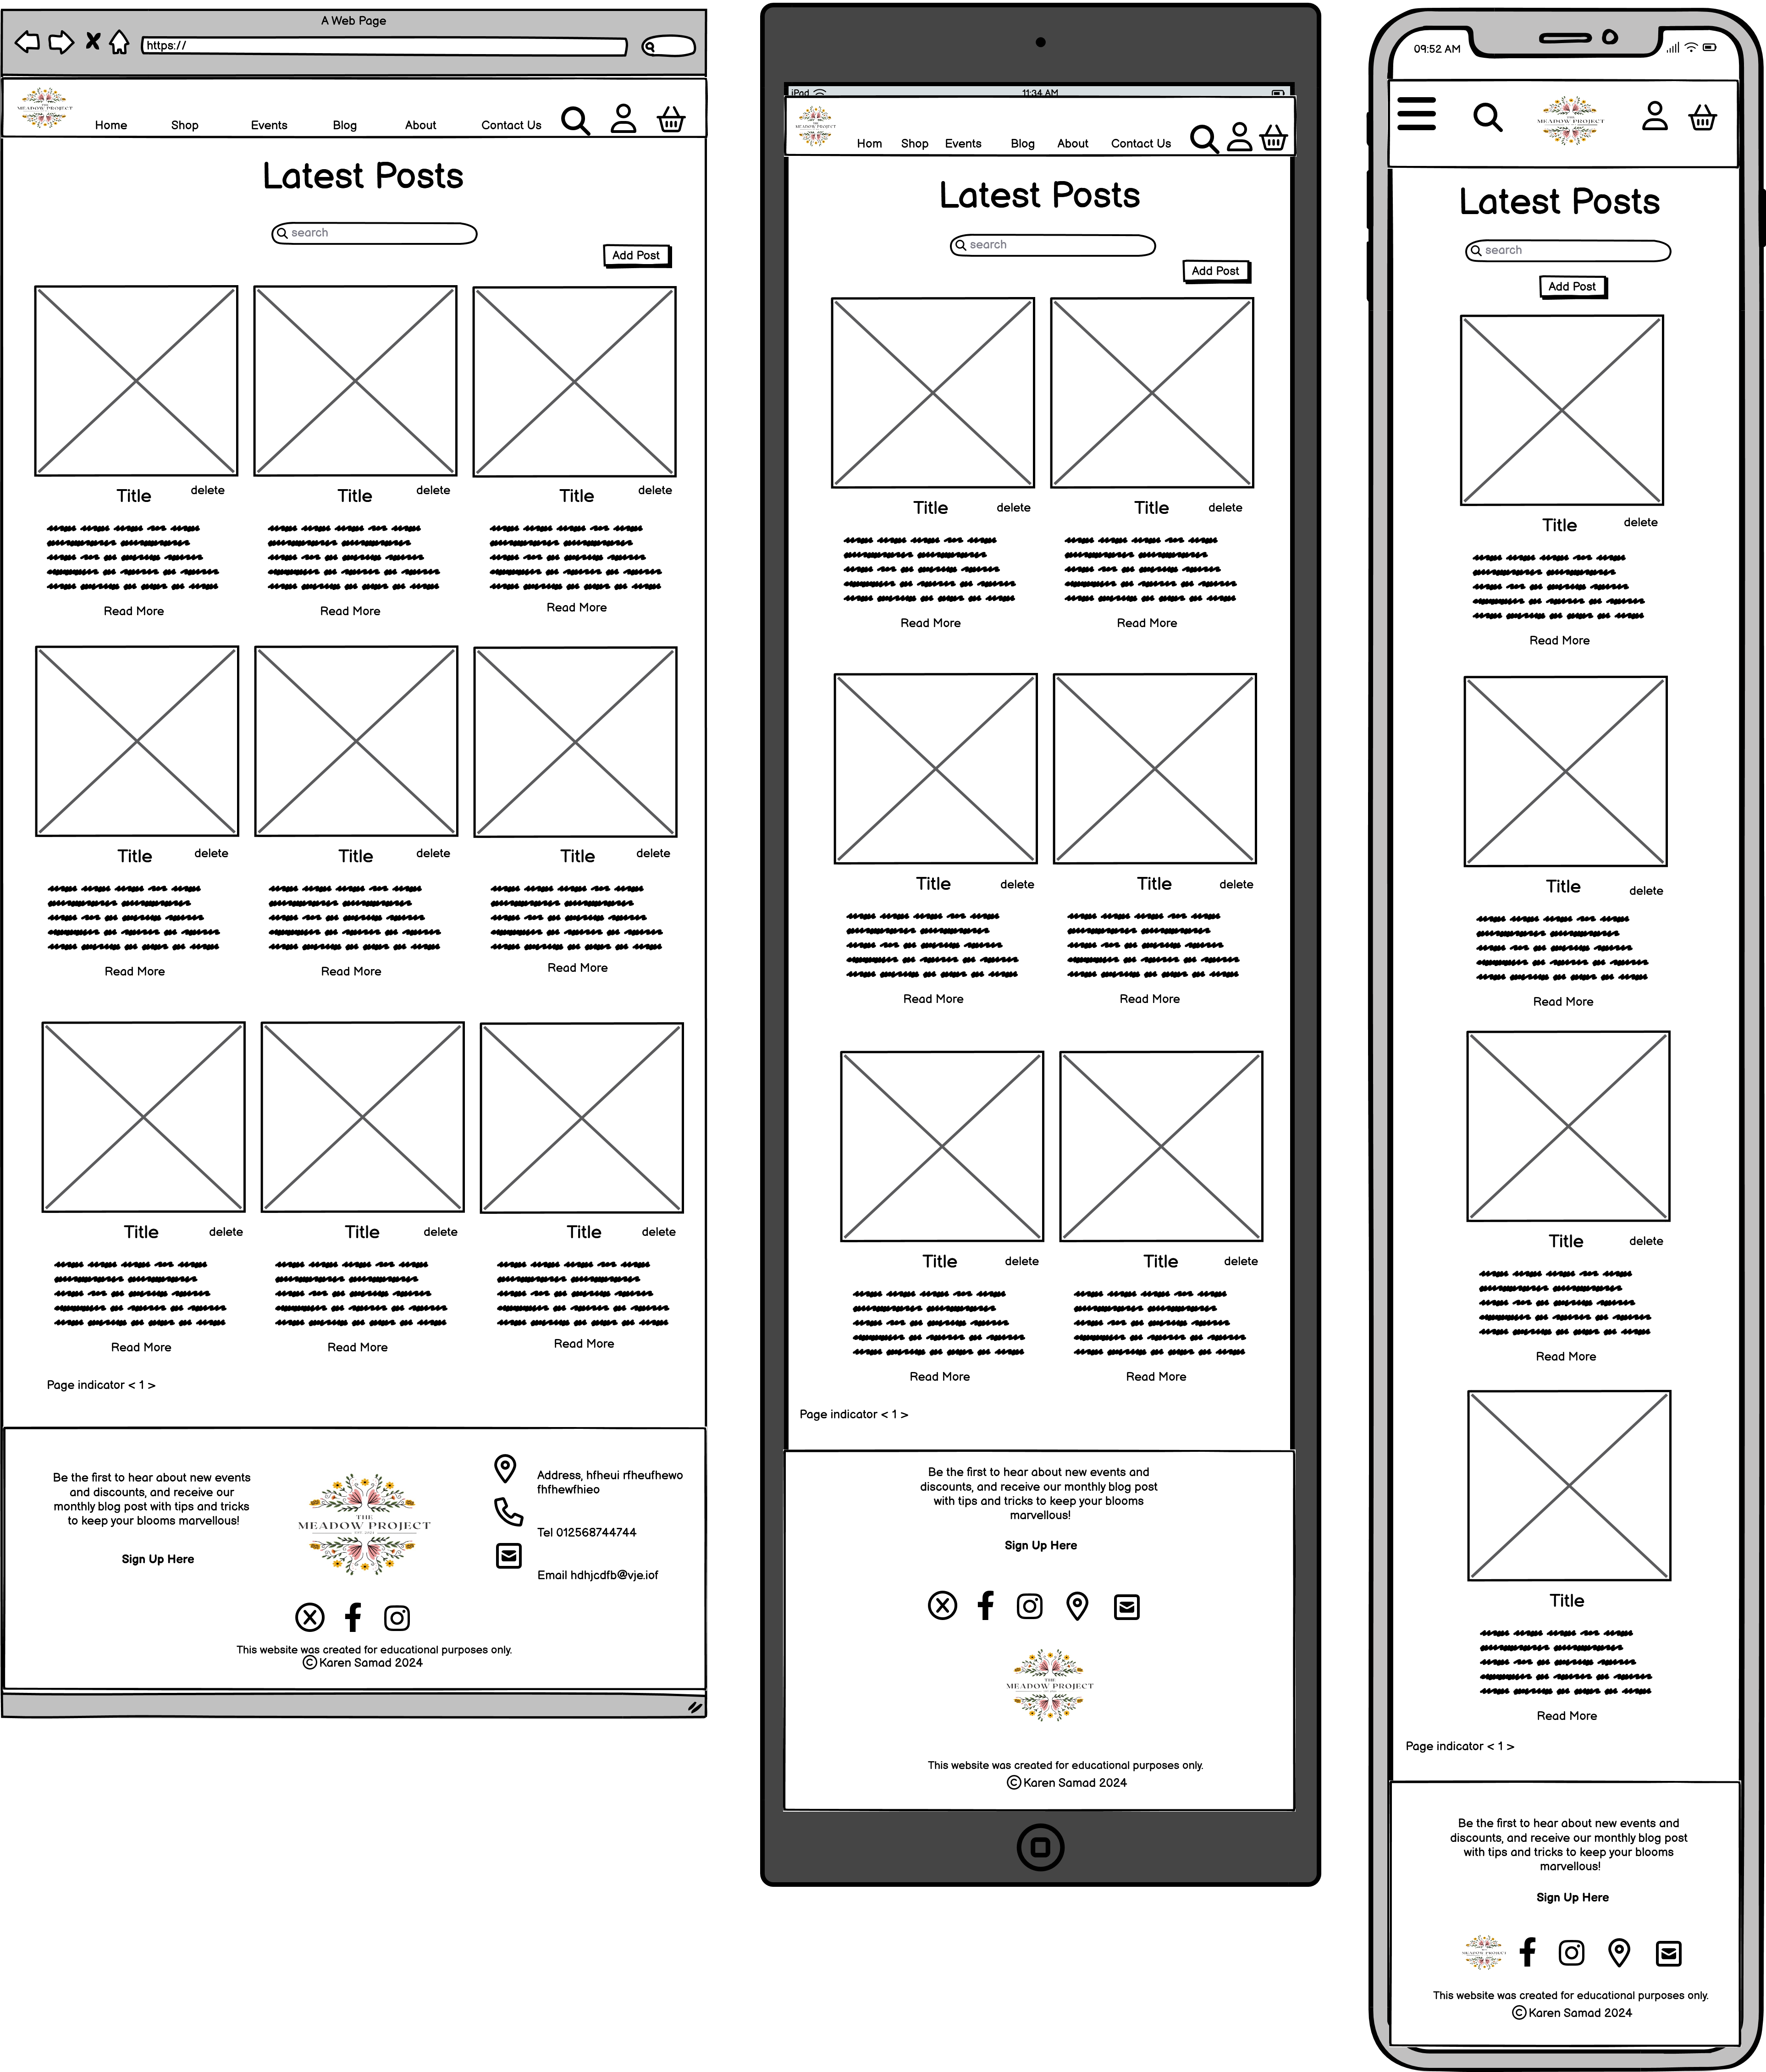 A Web Page
https://
THE
MEADOW PROJECT
Home Shop Events Blog About Contact Us
Latest Posts
search
Add Post
Title delete Title delete Title delete
Read More Read More Read More
Title delete Title delete Title delete
Read More Read More Read More
Title delete Title delete Title delete
Read More Read More Read More
Page indicator < 1 >
Be the first to hear about new events
and discounts, and receive our
monthly blog post with tips and tricks
to keep your blooms marvellous!
Sign Up Here
THE
MEADOW PROJECT
Address, hfheui rfheufhewo
fhfhewfhieo
Tel 012568744744
Email hdhjcdfb@vje.iof
This website was created for educational purposes only.
© Karen Samad 2024
iPad 11:34 AM
THE
MEADOW PROJECT
Hom Shop Events Blog About Contact Us
Latest Posts
search
Add Post
Title delete Title delete
Read More Read More
Title delete Title delete
Read More Read More
Title delete Title delete
Read More Read More
Page indicator < 1 >
Be the first to hear about new events and
discounts, and receive our monthly blog post
with tips and tricks to keep your blooms
marvellous!
Sign Up Here
THE
MEADOW PROJECT
This website was created for educational purposes only.
© Karen Samad 2024
09:52 AM
THE
MEADOW PROJECT
Latest Posts
search
Add Post
Title delete
Read More
Title delete
Read More
Title delete
Read More
Title
Read More
Page indicator < 1 >
Be the first to hear about new events and
discounts, and receive our monthly blog post
with tips and tricks to keep your blooms
marvellous!
Sign Up Here
MEADOW PROJECT
This website was created for educational purposes only.
© Karen Samad 2024